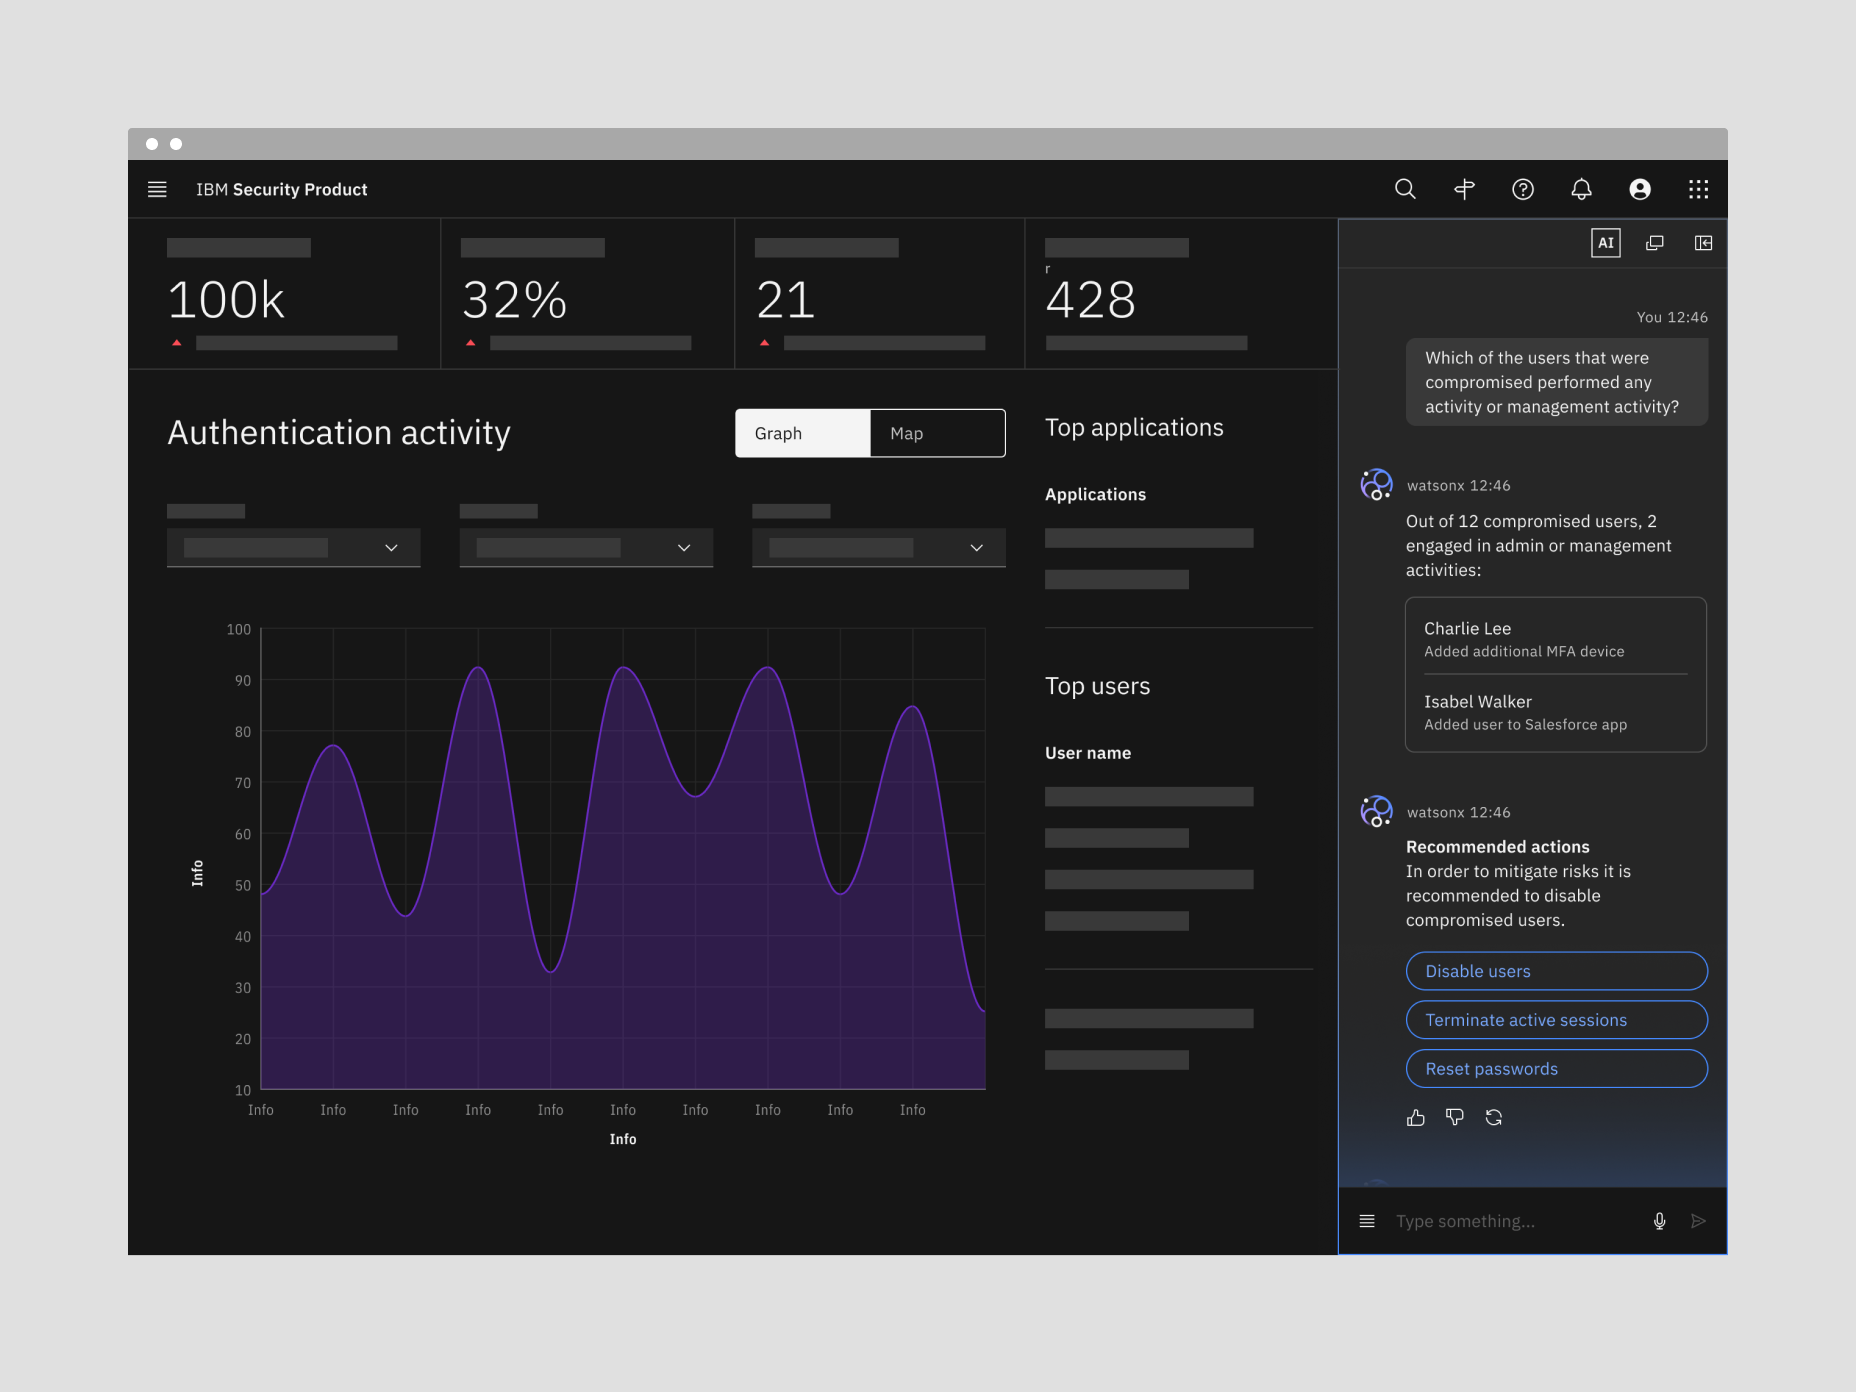 IBM Security Product
100k
32%
21
r
428
Authentication activity
Graph
Map
100
90
80
70
60
50
40
30
20
10
Info
Info Info Info Info Info Info Info Info Info Info
Info
Top applications
Applications
Top users
User name
AI
You 12:46
Which of the users that were
compromised performed any
activity or management activity?
watsonx 12:46
Out of 12 compromised users, 2
engaged in admin or management
activities:
Charlie Lee
Added additional MFA device
Isabel Walker
Added user to Salesforce app
watsonx 12:46
Recommended actions
In order to mitigate risks it is
recommended to disable
compromised users.
Disable users
Terminate active sessions
Reset passwords
Type something...